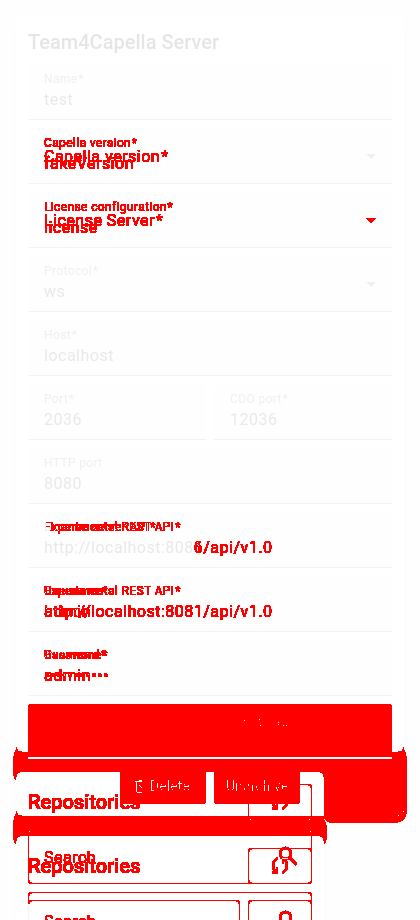 Team4Capella Server
Name*
test
Capella version*
Capella version*
fakeVersion
License configuration*
License Server*
license
Protocol*
ws
Host*
localhost
Port* CDO port*
2036 12036
HTTP port
8080
Experimental REST API*
http://localhost:8086/api/v1.0
Experimental REST API*
http://localhost:8081/api/v1.0
admin
Delete Unarchive
Repositories
Search
Repositories
Search